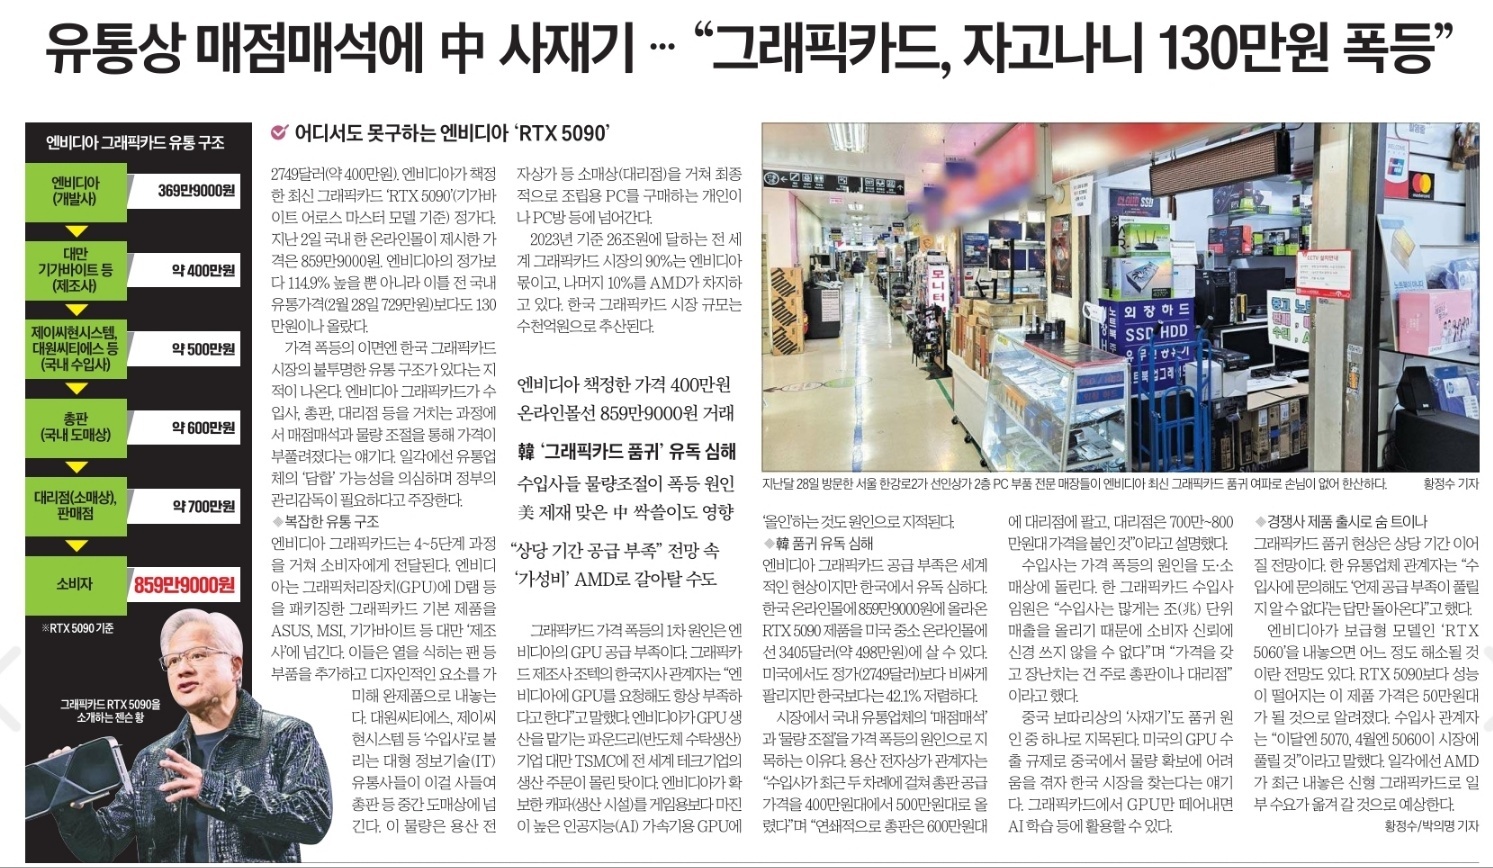 유통상 매점매석에 中 사재기 … “그래픽카드, 자고나니 130만원 폭등”
엔비디아 그래픽카드 유통 구조
엔비디아
(개발사)
369만9000원
대만
기가바이트 등
(제조사)
약 400만원
제이씨현시스템,
대원씨티에스 등
(국내 수입사)
약 500만원
총판
(국내 도매상)
약 600만원
대리점(소매상),
판매점
약 700만원
소비자
859만9000원
※RTX 5090 기준
그래픽카드 RTX 5090을
소개하는 젠슨 황
어디서도 못구하는 엔비디아 ‘RTX 5090’
2749달러(약 400만원). 엔비디아가 책정
한 최신 그래픽카드 ‘RTX 5090’(기가바
이트 어로스 마스터 모델 기준) 정가다.
지난 2일 국내 한 온라인몰이 제시한 가
격은 859만9000원. 엔비디아의 정가보
다 114.9% 높을 뿐 아니라 이틀 전 국내
유통가격(2월 28일 729만원)보다도 130
만원이나 올랐다.
가격 폭등의 이면엔 한국 그래픽카드
시장의 불투명한 유통 구조가 있다는 지
적이 나온다. 엔비디아 그래픽카드가 수
입사, 총판, 대리점 등을 거치는 과정에
서 매점매석과 물량 조절을 통해 가격이
부풀려졌다는 얘기다. 일각에선 유통업
체의 ‘담합’ 가능성을 의심하며 정부의
관리감독이 필요하다고 주장한다.
◆복잡한 유통 구조
엔비디아 그래픽카드는 4~5단계 과정
을 거쳐 소비자에게 전달된다. 엔비디
아는 그래픽처리장치(GPU)에 D램 등
을 패키징한 그래픽카드 기본 제품을
ASUS, MSI, 기가바이트 등 대만 ‘제조
사’에 넘긴다. 이들은 열을 식히는 팬 등
부품을 추가하고 디자인적인 요소를 가
미해 완제품으로 내놓는
다. 대원씨티에스, 제이씨
현시스템 등 ‘수입사’로 불
리는 대형 정보기술(IT)
유통사들이 이걸 사들여
총판 등 중간 도매상에 넘
긴다. 이 물량은 용산 전
자상가 등 소매상(대리점)을 거쳐 최종
적으로 조립용 PC를 구매하는 개인이
나 PC방 등에 넘어간다.
2023년 기준 26조원에 달하는 전 세
계 그래픽카드 시장의 90%는 엔비디아
몫이고, 나머지 10%를 AMD가 차지하
고 있다. 한국 그래픽카드 시장 규모는
수천억원으로 추산된다.
엔비디아 책정한 가격 400만원
온라인몰선 859만9000원 거래
韓 ‘그래픽카드 품귀’ 유독 심해
수입사들 물량조절이 폭등 원인
美 제재 맞은 中 싹쓸이도 영향
“상당 기간 공급 부족” 전망 속
‘가성비’ AMD로 갈아탈 수도
그래픽카드 가격 폭등의 1차 원인은 엔
비디아의 GPU 공급 부족이다. 그래픽카
드 제조사 조텍의 한국지사 관계자는 “엔
비디아에 GPU를 요청해도 항상 부족하
다고 한다”고 말했다. 엔비디아가 GPU 생
산을 맡기는 파운드리(반도체 수탁생산)
기업 대만 TSMC에 전 세계 테크기업의
생산 주문이 몰린 탓이다. 엔비디아가 확
보한 캐파(생산 시설)를 게임용보다 마진
이 높은 인공지능(AI) 가속기용 GPU에
모니터
외장하드
SSD HDD
지난달 28일 방문한 서울 한강로2가 선인상가 2층 PC 부품 전문 매장들이 엔비디아 최신 그래픽카드 품귀 여파로 손님이 없어 한산하다.
황정수 기자
‘올인’하는 것도 원인으로 지적된다.
◆韓 품귀 유독 심해
엔비디아 그래픽카드 공급 부족은 세계
적인 현상이지만 한국에서 유독 심하다.
한국 온라인몰에 859만9000원에 올라온
RTX 5090 제품을 미국 중소 온라인몰에
선 3405달러(약 498만원)에 살 수 있다.
미국에서도 정가(2749달러)보다 비싸게
팔리지만 한국보다는 42.1% 저렴하다.
시장에서 국내 유통업체의 ‘매점매석’
과 ‘물량 조절’을 가격 폭등의 원인으로 지
목하는 이유다. 용산 전자상가 관계자는
“수입사가 최근 두 차례에 걸쳐 총판 공급
가격을 400만원대에서 500만원대로 올
렸다”며 “연쇄적으로 총판은 600만원대
에 대리점에 팔고, 대리점은 700만~800
만원대 가격을 붙인 것”이라고 설명했다.
수입사는 가격 폭등의 원인을 도·소
매상에 돌린다. 한 그래픽카드 수입사
임원은 “수입사는 많게는 조(兆) 단위
매출을 올리기 때문에 소비자 신뢰에
신경 쓰지 않을 수 없다”며 “가격을 갖
고 장난치는 건 주로 총판이나 대리점”
이라고 했다.
중국 보따리상의 ‘사재기’도 품귀 원
인 중 하나로 지목된다. 미국의 GPU 수
출 규제로 중국에서 물량 확보에 어려
움을 겪자 한국 시장을 찾는다는 얘기
다. 그래픽카드에서 GPU만 떼어내면
AI 학습 등에 활용할 수 있다.
◆경쟁사 제품 출시로 숨 트이나
그래픽카드 품귀 현상은 상당 기간 이어
질 전망이다. 한 유통업체 관계자는 “수
입사에 문의해도 ‘언제 공급 부족이 풀릴
지 알 수 없다’는 답만 돌아온다”고 했다.
엔비디아가 보급형 모델인 ‘RTX
5060’을 내놓으면 어느 정도 해소될 것
이란 전망도 있다. RTX 5090보다 성능
이 떨어지는 이 제품 가격은 50만원대
가 될 것으로 알려졌다. 수입사 관계자
는 “이달엔 5070, 4월엔 5060이 시장에
풀릴 것”이라고 말했다. 일각에선 AMD
가 최근 내놓은 신형 그래픽카드로 일
부 수요가 옮겨 갈 것으로 예상한다.
황정수/박의명 기자